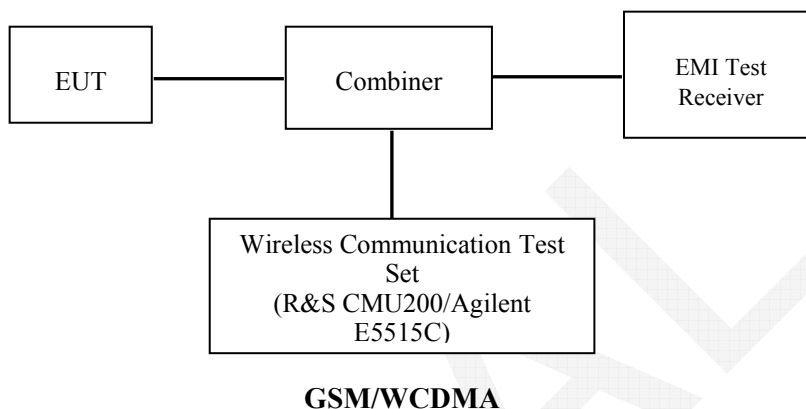 EUT
Combiner
EMI Test
Receiver
Wireless Communication Test
Set
(R&S CMU200/Agilent
E5515C)
GSM/WCDMA